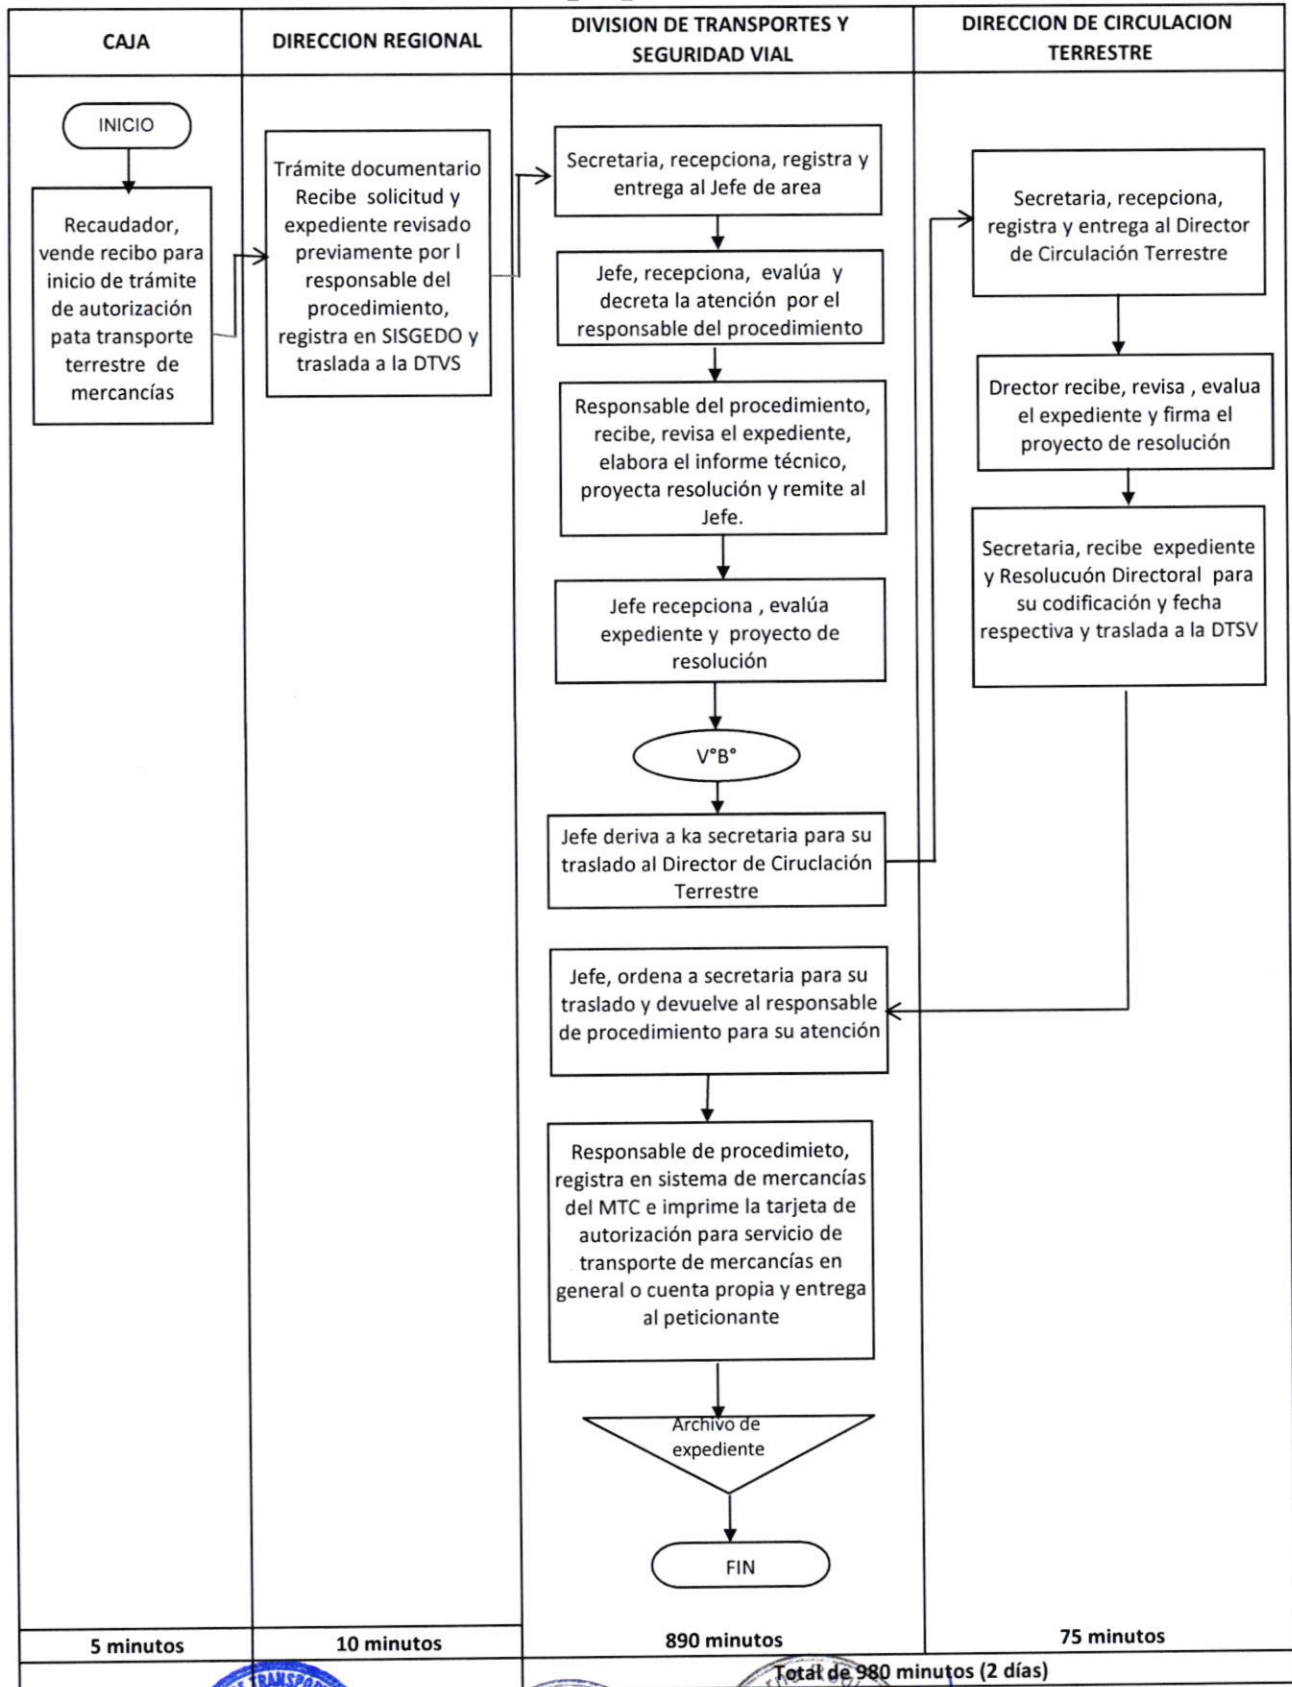 CAJA
DIRECCION REGIONAL
DIVISION DE TRANSPORTES Y
SEGURIDAD VIAL
DIRECCION DE CIRCULACION
TERRESTRE
INICIO
Recaudador,
vende recibo para
inicio de trámite
de autorización
pata transporte
terrestre de
mercancías
Trámite documentario
Recibe solicitud y
expediente revisado
previamente por l
responsable del
procedimiento,
registra en SISGEDO y
traslada a la DTVS
Secretaria, recepciona, registra y
entrega al Jefe de area
Jefe, recepciona, evalúa y
decreta la atención por el
responsable del procedimiento
Responsable del procedimiento,
recibe, revisa el expediente,
elabora el informe técnico,
proyecta resolución y remite al
Jefe.
Jefe recepciona , evalúa
expediente y proyecto de
resolución
V°B°
Jefe deriva a ka secretaria para su
traslado al Director de Ciruclación
Terrestre
Secretaria, recepciona,
registra y entrega al Director
de Circulación Terrestre
Drector recibe, revisa , evalua
el expediente y firma el
proyecto de resolución
Secretaria, recibe expediente
y Resolucuón Directoral para
su codificación y fecha
respectiva y traslada a la DTSV
Jefe, ordena a secretaria para su
traslado y devuelve al responsable
de procedimiento para su atención
Responsable de procedimieto,
registra en sistema de mercancías
del MTC e imprime la tarjeta de
autorización para servicio de
transporte de mercancías en
general o cuenta propia y entrega
al peticionante
Archivo de
expediente
FIN
5 minutos
10 minutos
890 minutos
75 minutos
Total de 980 minutos (2 días)